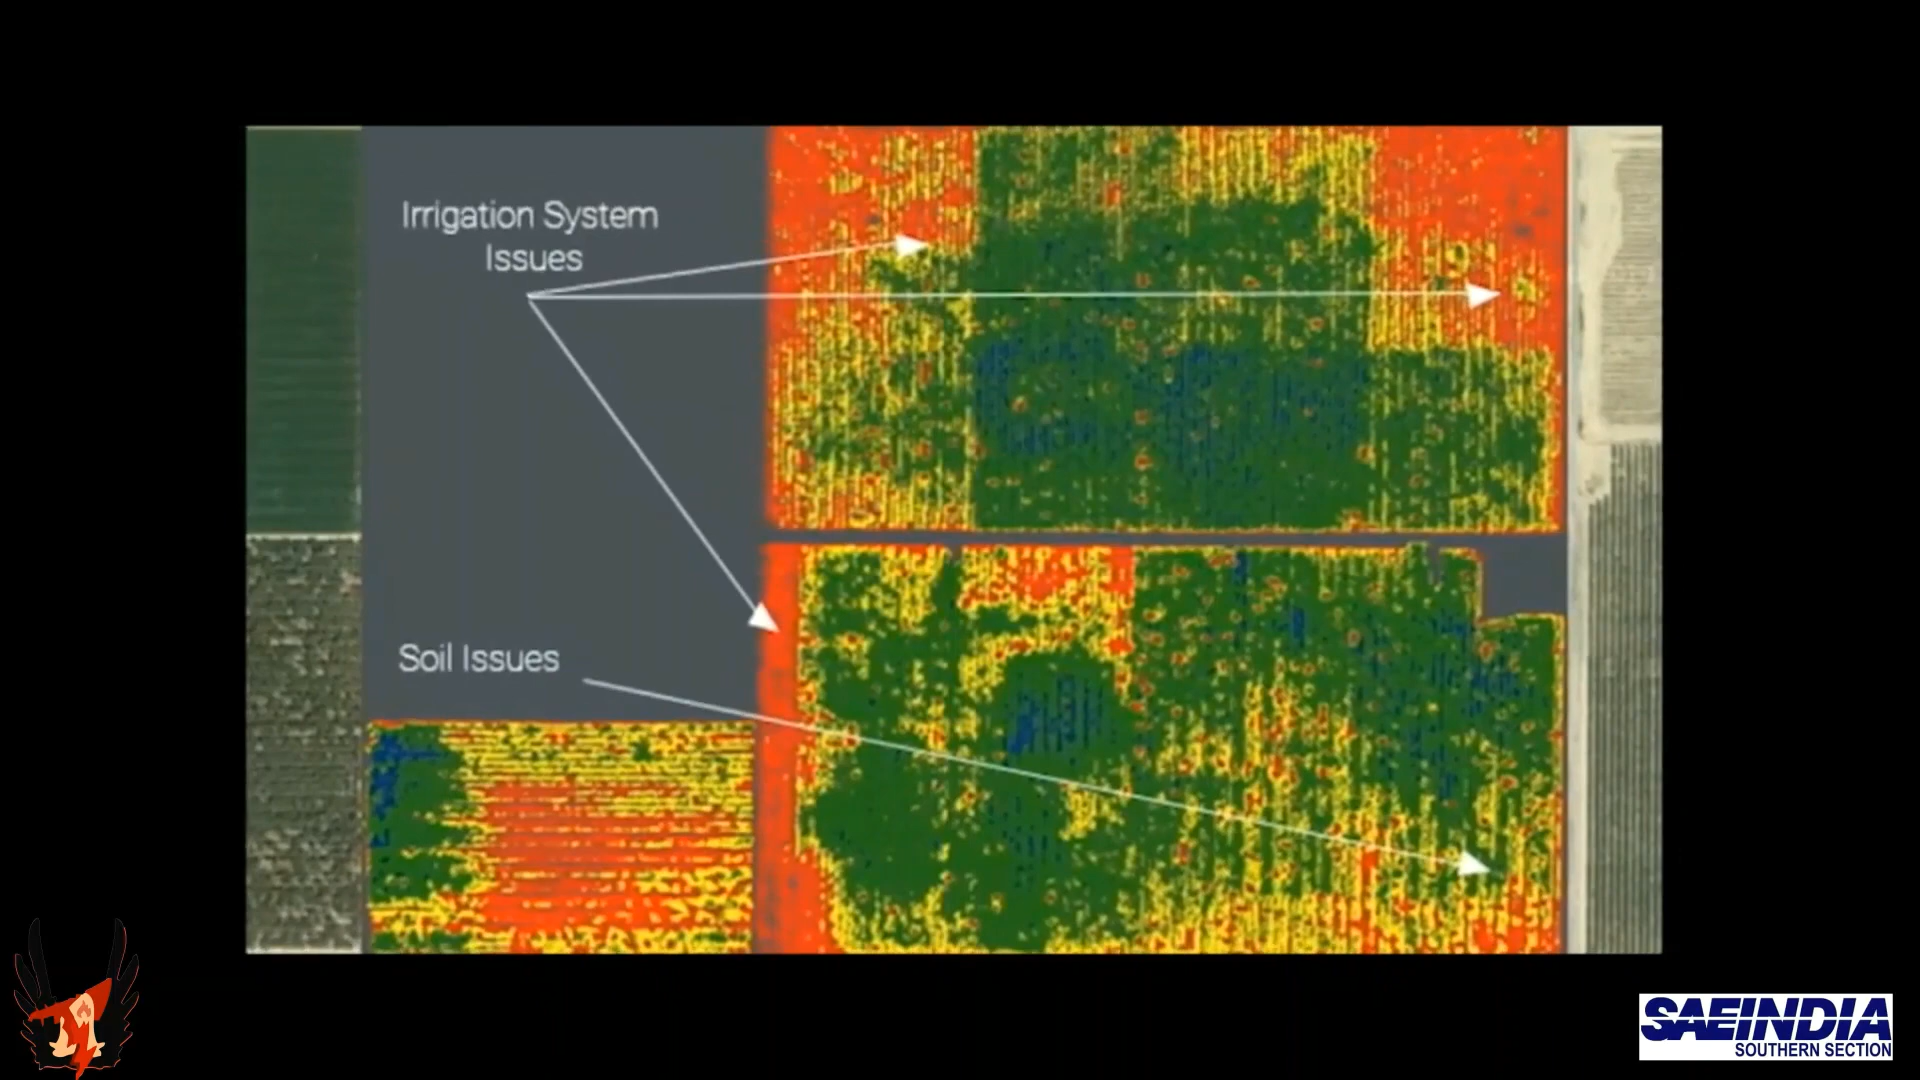 Irrigation System
Issues
Soil Issues
SAEINDIA
SOUTHERN SECTION